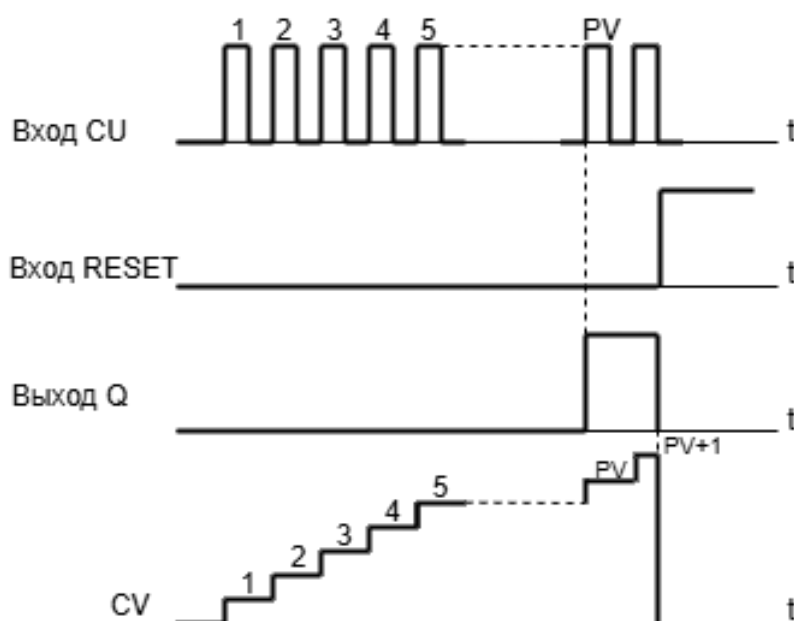 1 2 3 4 5 PV
Вход CU t
Вход RESET t
Выход Q t
PV+1
PV
5
4
3
2
1
CV t